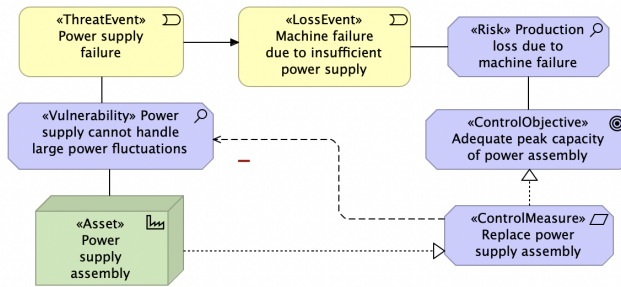 «ThreatEvent»
Power supply
failure
«LossEvent»
Machine failure
due to insufficient
power supply
«Risk» Production
loss due to
machine failure
«Vulnerability» Power
supply cannot handle
large power fluctuations
«ControlObjective»
Adequate peak capacity
of power assembly
«Asset»
Power
supply
assembly
«ControlMeasure»
Replace power
supply assembly